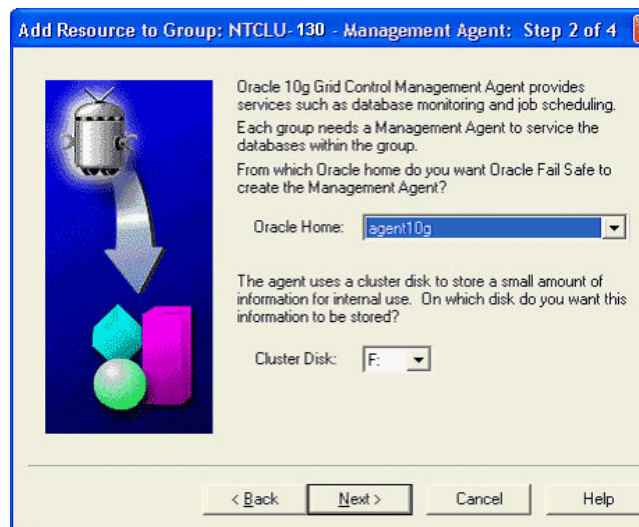 Add Resource to Group: NTCLU-130 - Management Agent: Step 2 of 4
Oracle 10g Grid Control Management Agent provides
services such as database monitoring and job scheduling.
Each group needs a Management Agent to service the
databases within the group.
From which Oracle home do you want Oracle Fail Safe to
create the Management Agent?
Oracle Home: agent10g
The agent uses a cluster disk to store a small amount of
information for internal use. On which disk do you want this
information to be stored?
Cluster Disk: F:
< Back Next > Cancel Help